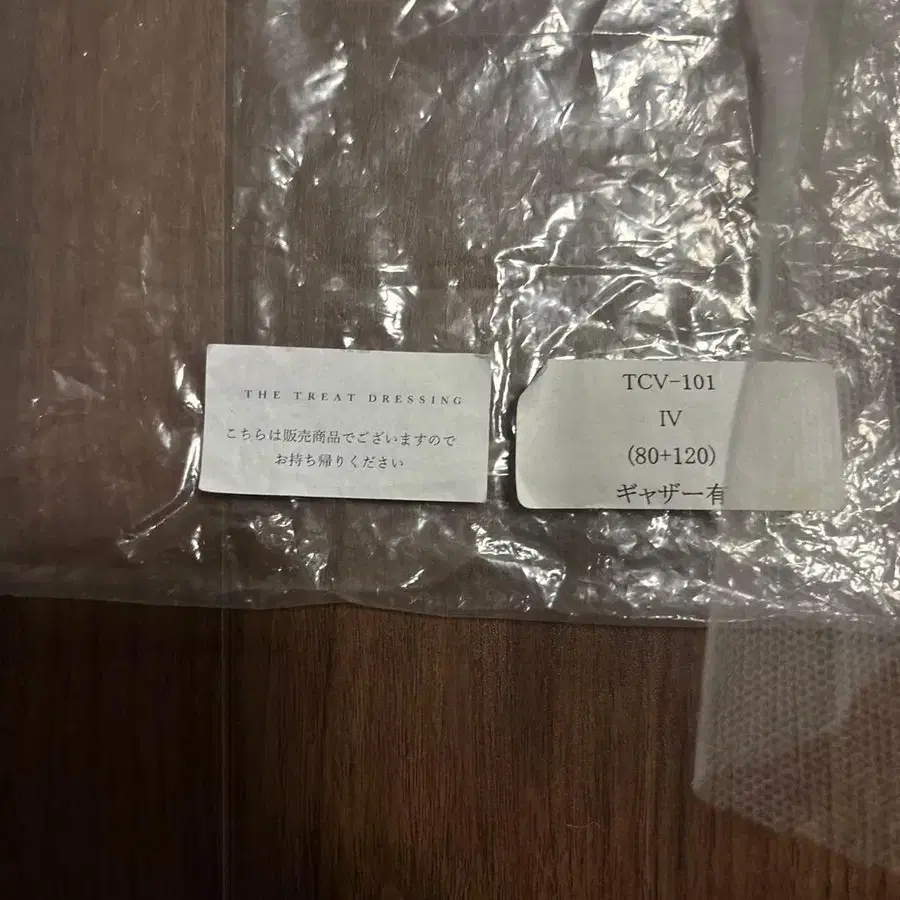 THE TREAT DRESSING
こちらは販売商品でございますので
お持ち帰りください
TCV-101
IV
(80+120)
ギャザー有